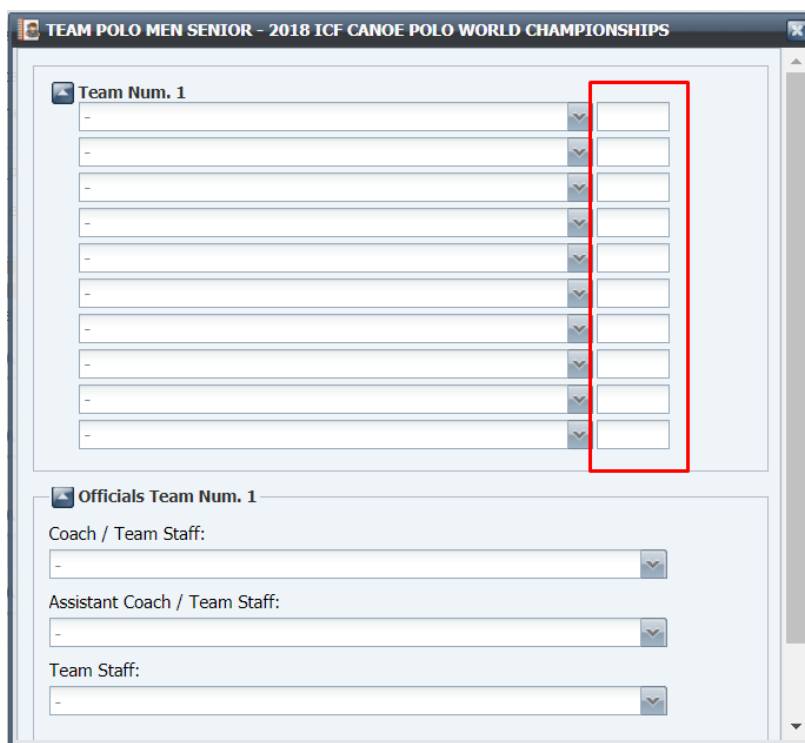 TEAM POLO MEN SENIOR - 2018 ICF CANOE POLO WORLD CHAMPIONSHIPS
Team Num. 1
-
-
-
-
-
-
-
-
-
-
Officials Team Num. 1
Coach / Team Staff:
-
Assistant Coach / Team Staff:
-
Team Staff:
-